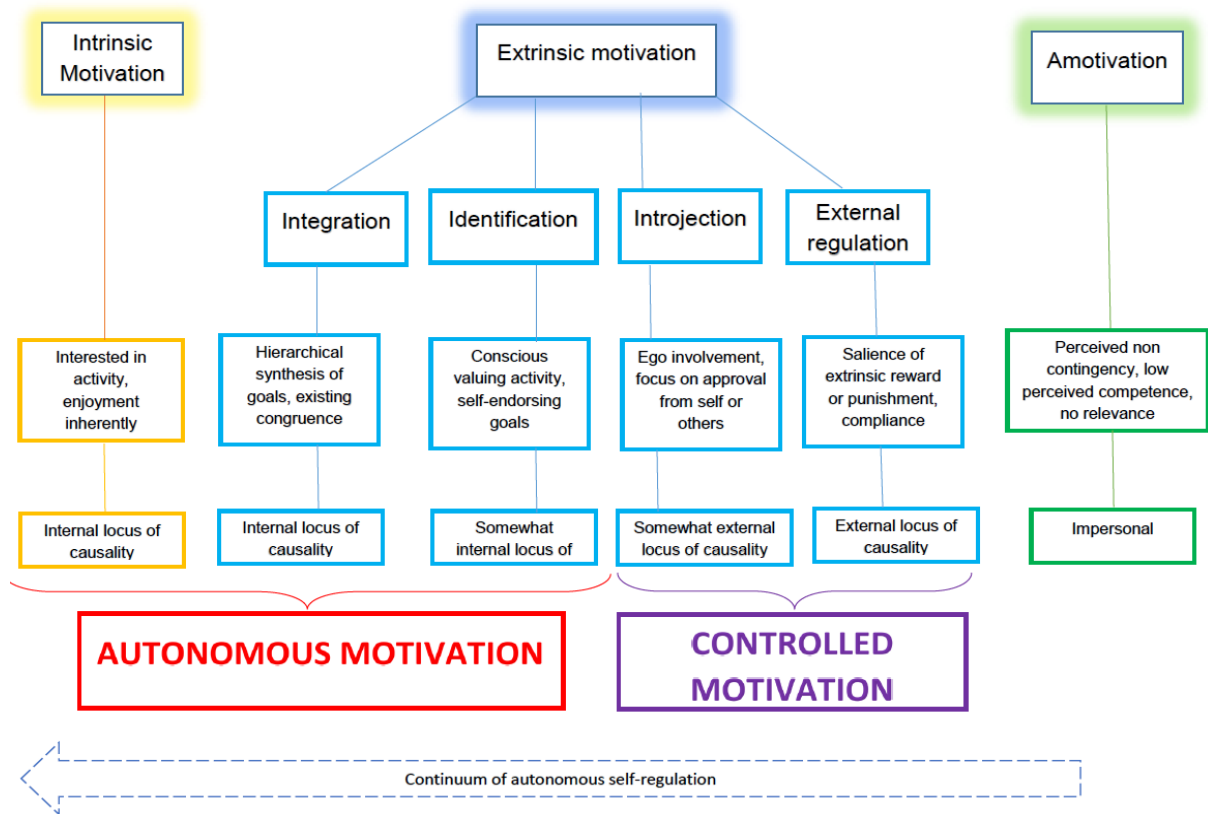 Intrinsic
Motivation
Extrinsic motivation
Amotivation
Integration
Identification
Introjection
External
regulation
Interested in
activity,
enjoyment
inherently
Hierarchical
synthesis of
goals, existing
congruence
Conscious
valuing activity,
self-endorsing
goals
Ego involvement,
focus on approval
from self or
others
Salience of
extrinsic reward
or punishment,
compliance
Perceived non
contingency, low
perceived competence,
no relevance
Internal locus of
causality
Internal locus of
causality
Somewhat
internal locus of
Somewhat external
locus of causality
External locus of
causality
Impersonal
AUTONOMOUS MOTIVATION
CONTROLLED
MOTIVATION
Continuum of autonomous self-regulation